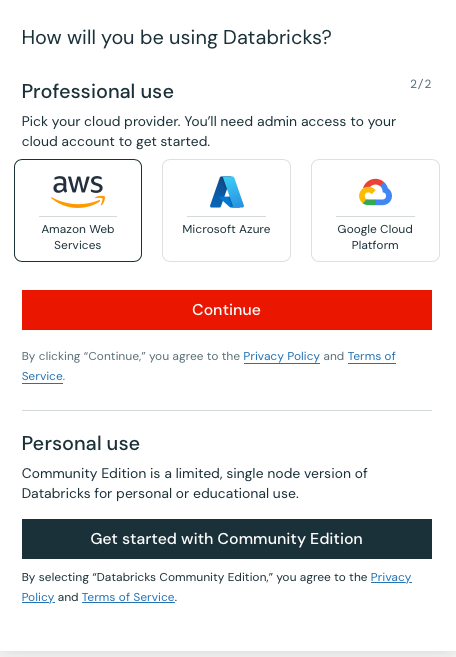 How will you be using Databricks?
2/2
Professional use
Pick your cloud provider. You’ll need admin access to your
cloud account to get started.
aws
Amazon Web
Services
Microsoft Azure
Google Cloud
Platform
Continue
By clicking “Continue,” you agree to the Privacy Policy and Terms of
Service.
Personal use
Community Edition is a limited, single node version of
Databricks for personal or educational use.
Get started with Community Edition
By selecting “Databricks Community Edition,” you agree to the Privacy
Policy and Terms of Service.